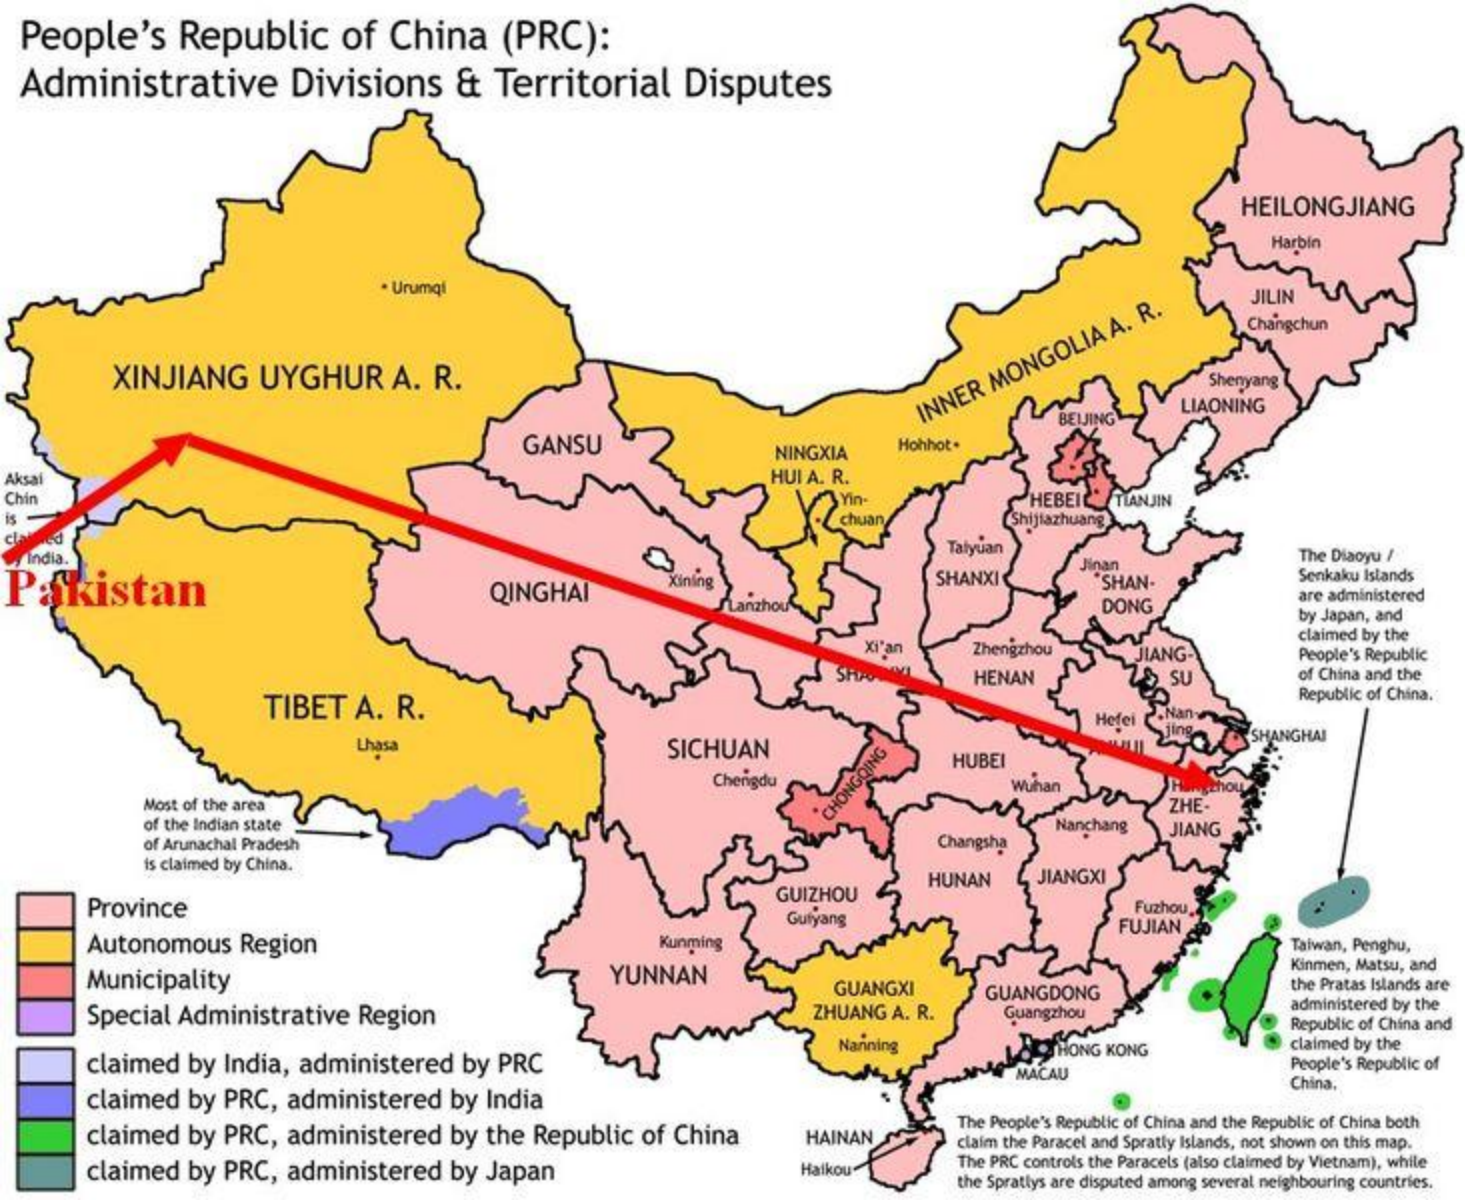 People's Republic of China (PRC):
Administrative Divisions & Territorial Disputes
HEILONGJIANG
Harbin
JILIN
Changchun
Urumqi
XINJIANG UYGHUR A. R.
INNER MONGOLIA A. R.
Shenyang
LIAONING
BEIJING
GANSU
NINGXIA
HUI A. R.
Hohhot
Yin-
chuan
HEBEI
TIANJIN
Shijiazhuang
Aksai
Chin
is
claimed
by India.
Pakistan
Taiyuan
SHANXI
Jinan
SHAN-
DONG
QINGHAI
Xining
Lanzhou
The Diaoyu /
Senkaku Islands
are administered
by Japan, and
claimed by the
People's Republic
of China and the
Republic of China.
Xi'an
SHAANXI
Zhengzhou
HENAN
JIANG-
SU
TIBET A. R.
Lhasa
Hefei
ANHUI
Nan-
jing
SHANGHAI
SICHUAN
Chengdu
CHONGQING
HUBEI
Wuhan
Hangzhou
ZHE-
JIANG
Most of the area
of the Indian state
of Arunachal Pradesh
is claimed by China.
Changsha
HUNAN
Nanchang
JIANGXI
GUIZHOU
Guiyang
Fuzhou
FUJIAN
Kunming
YUNNAN
GUANGXI
ZHUANG A. R.
Nanning
GUANGDONG
Guangzhou
HONG KONG
MACAU
Taiwan, Penghu,
Kinmen, Matsu, and
the Pratas Islands are
administered by the
Republic of China and
claimed by the
People's Republic of
China.
Province
Autonomous Region
Municipality
Special Administrative Region
claimed by India, administered by PRC
claimed by PRC, administered by India
claimed by PRC, administered by the Republic of China
claimed by PRC, administered by Japan
HAINAN
Haikou
The People's Republic of China and the Republic of China both
claim the Paracel and Spratly Islands, not shown on this map.
The PRC controls the Paracels (also claimed by Vietnam), while
the Spratlys are disputed among several neighbouring countries.